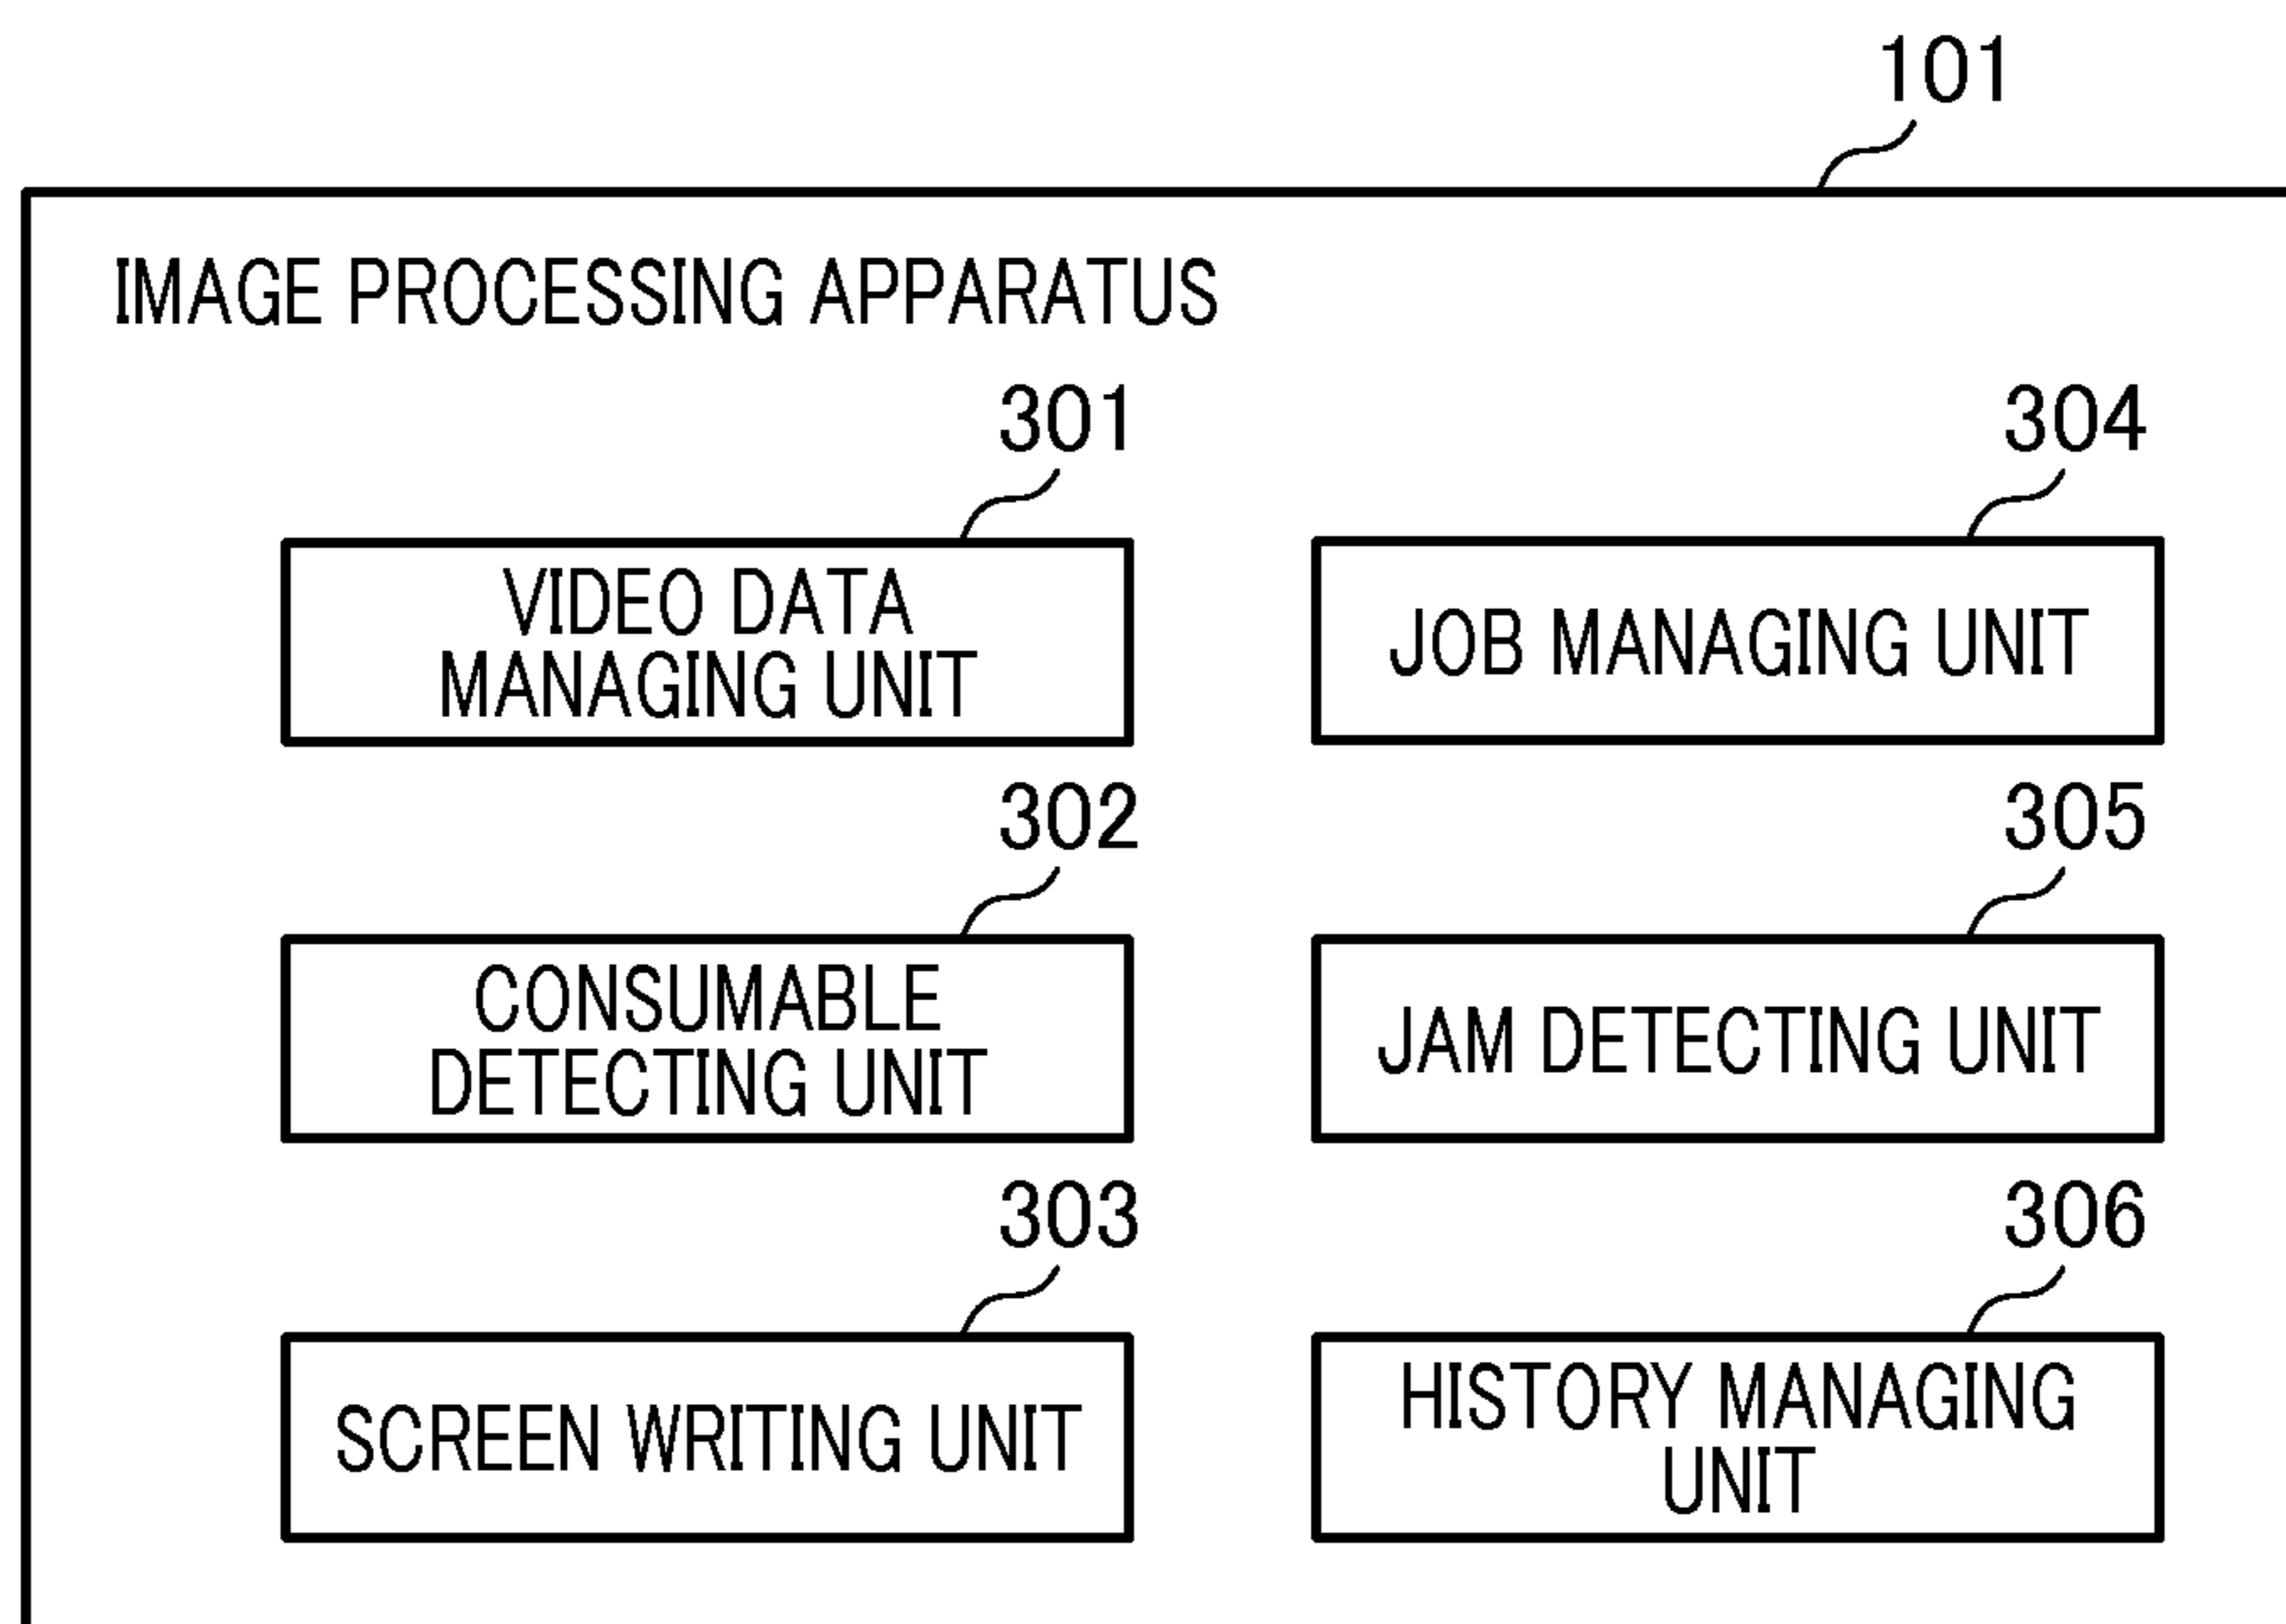 101
IMAGE PROCESSING APPARATUS
301
VIDEO DATA
MANAGING UNIT
304
JOB MANAGING UNIT
302
CONSUMABLE
DETECTING UNIT
305
JAM DETECTING UNIT
303
SCREEN WRITING UNIT
306
HISTORY MANAGING
UNIT